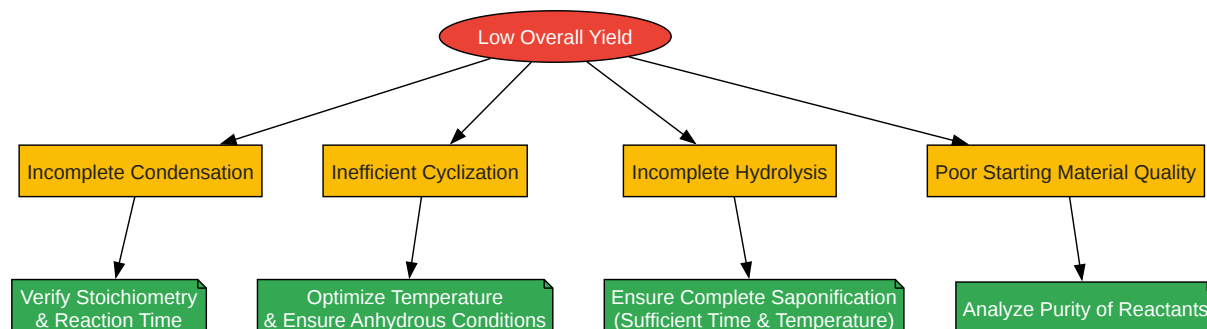 Low Overall Yield
Incomplete Condensation
Inefficient Cyclization
Incomplete Hydrolysis
Poor Starting Material Quality
Verify Stoichiometry
& Reaction Time
Optimize Temperature
& Ensure Anhydrous Conditions
Ensure Complete Saponification
(Sufficient Time & Temperature)
Analyze Purity of Reactants